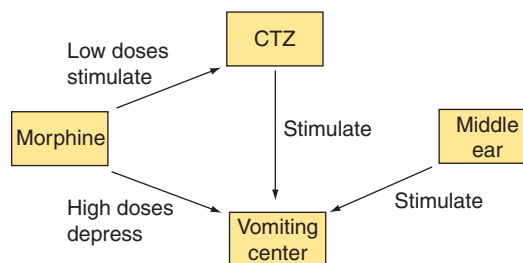 CTZ
Low doses
stimulate
Morphine
Stimulate
Middle
ear
High doses
depress
Stimulate
Vomiting
center